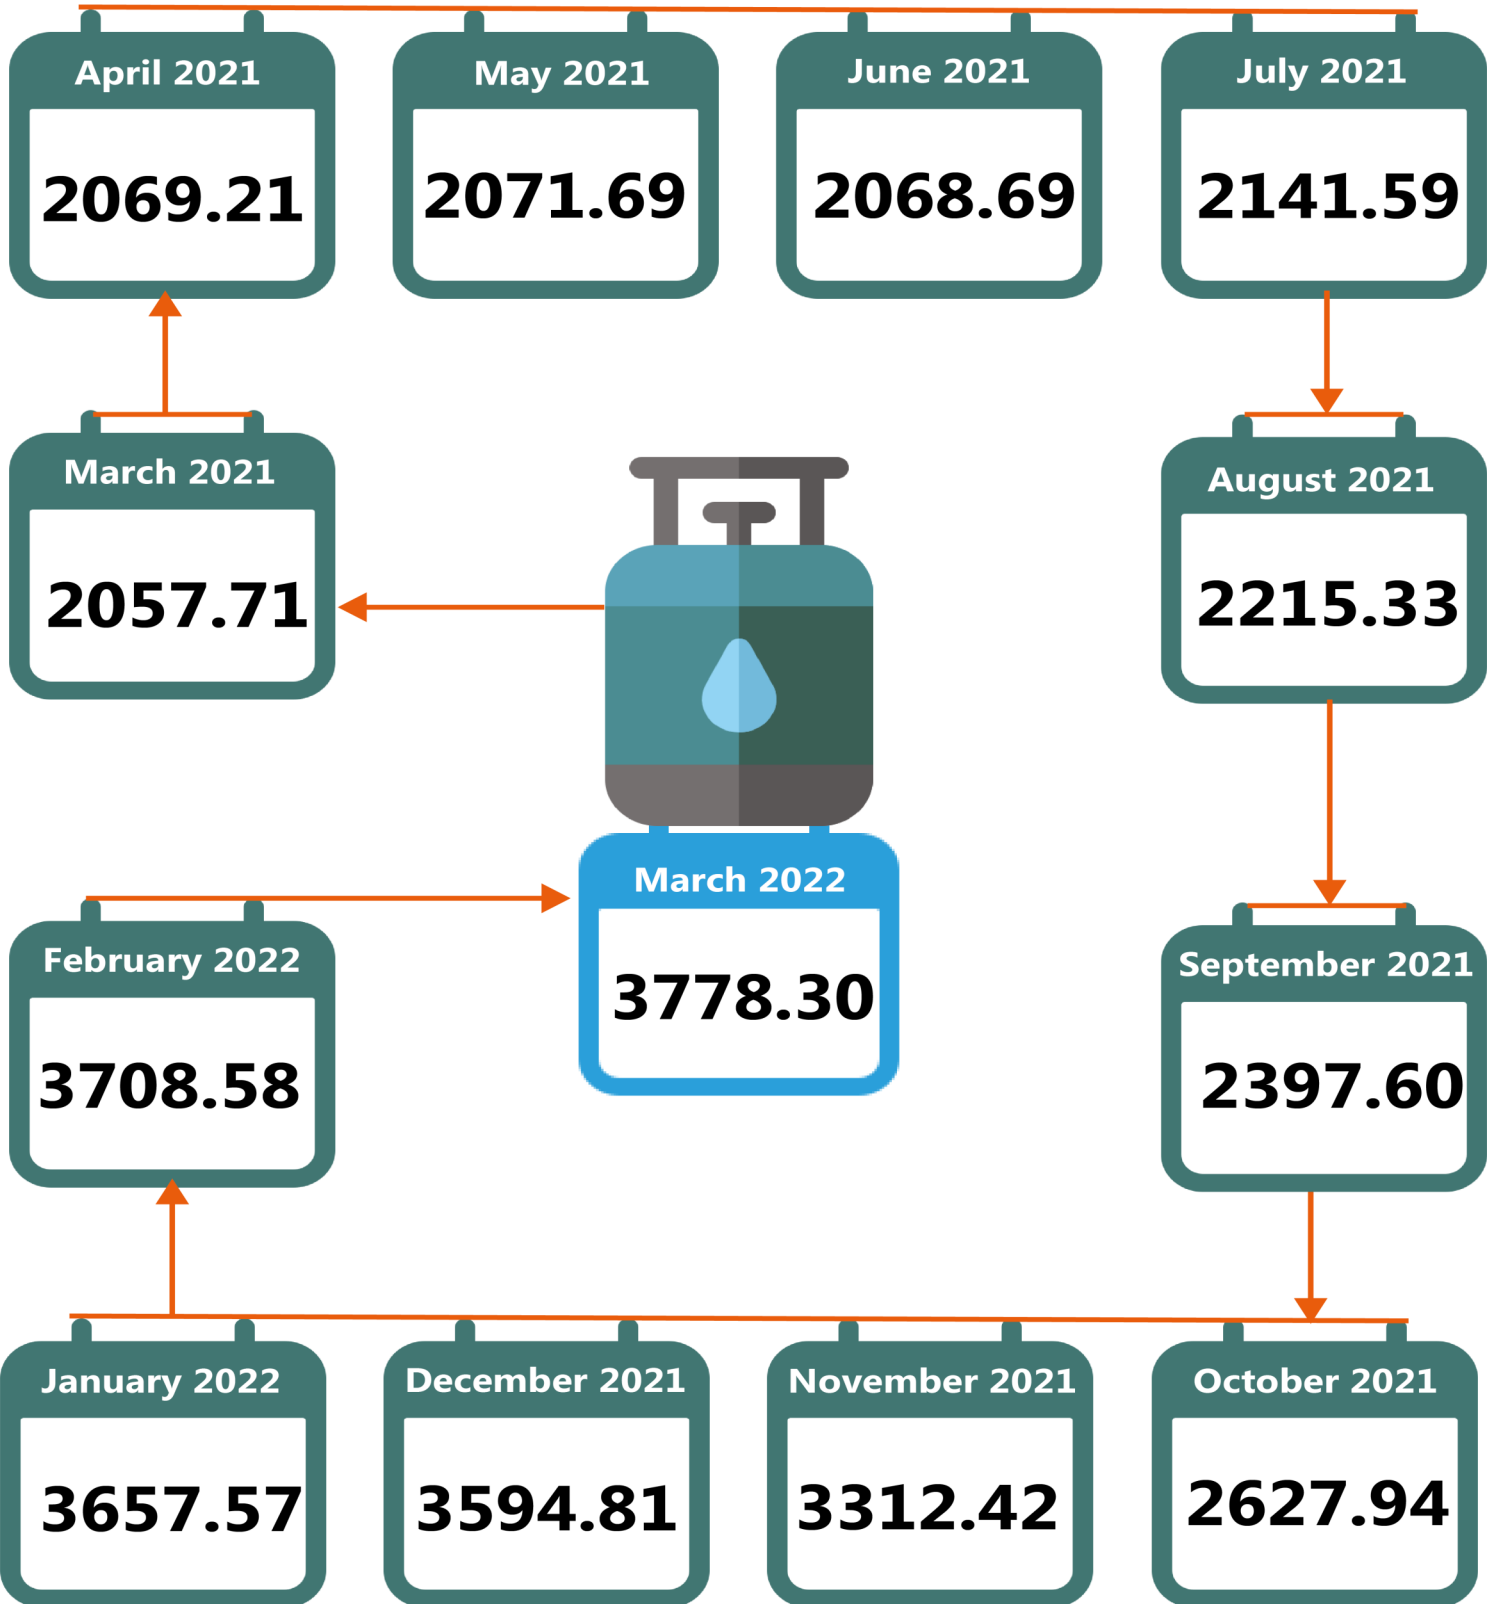 April 2021
2069.21
May 2021
2071.69
June 2021
2068.69
July 2021
2141.59
March 2021
2057.71
August 2021
2215.33
February 2022
3708.58
March 2022
3778.30
September 2021
2397.60
January 2022
3657.57
December 2021
3594.81
November 2021
3312.42
October 2021
2627.94